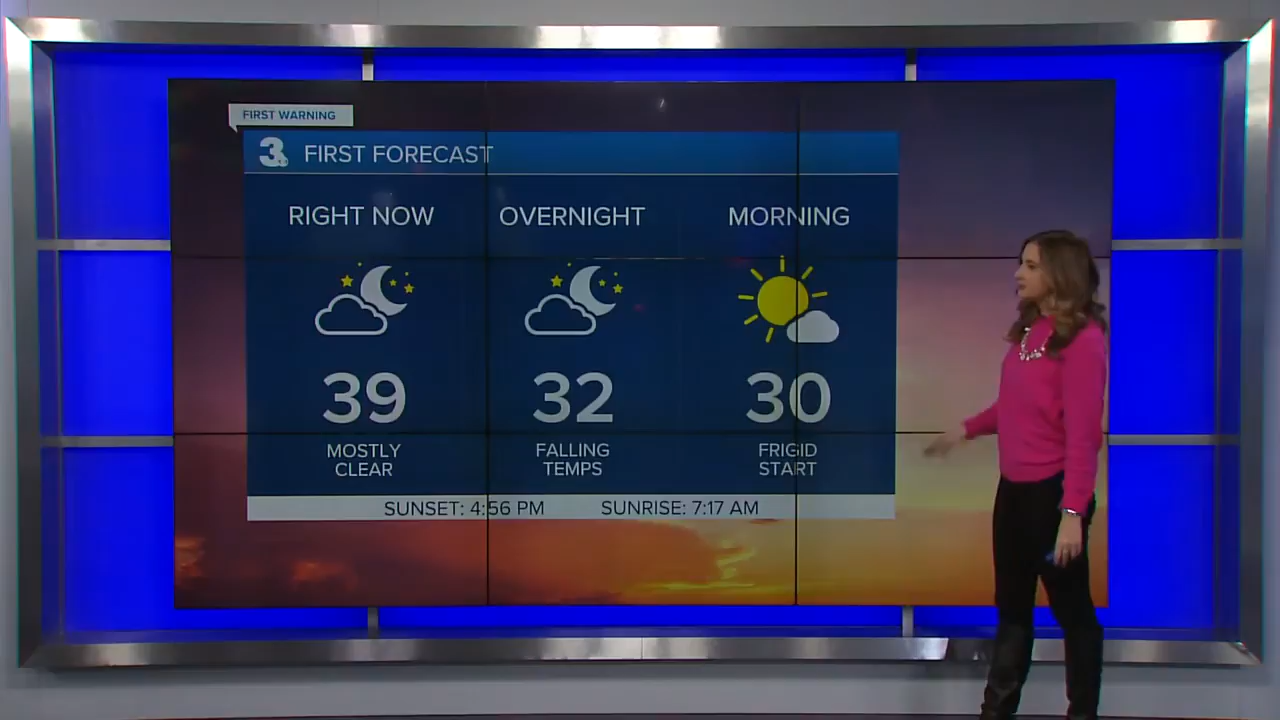 FIRST WARNING
3 FIRST FORECAST
RIGHT NOW OVERNIGHT MORNING
39 32 30
MOSTLY CLEAR FALLING TEMPS FRIGID START
SUNSET: 4:56 PM SUNRISE: 7:17 AM